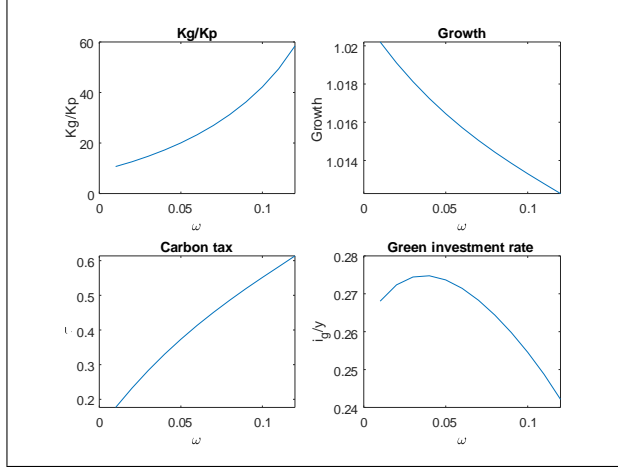 Kg/Kp
60
40
20
0
Kg/Kp
0
0.05
0.1
ω
Growth
1.02
1.018
1.016
1.014
Growth
0
0.05
0.1
ω
Carbon tax
0.6
0.5
0.4
0.3
0.2
0
0.05
0.1
ω
Green investment rate
0.28
0.27
0.26
0.25
0.24
i_g/y
0
0.05
0.1
ω